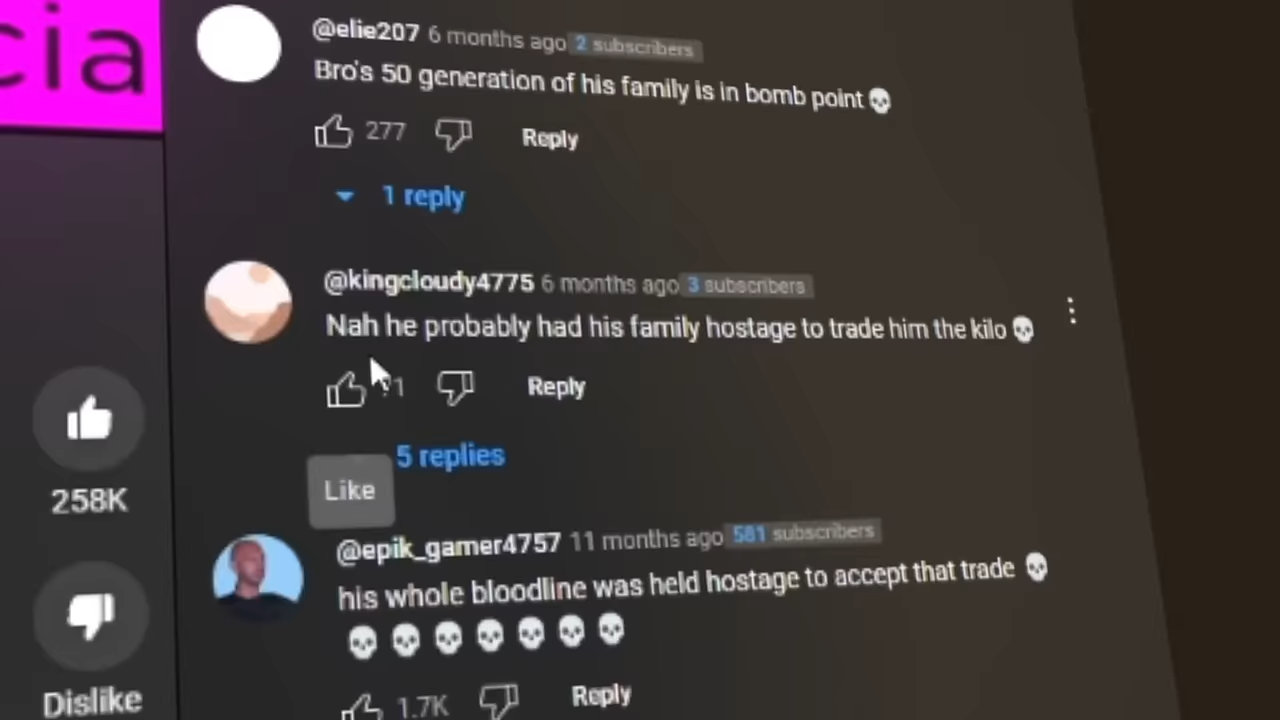 cia
@elie207 6 months ago 2 subscribers
Bro's 50 generation of his family is in bomb point💀
277 Reply
1 reply
@kingcloudy4775 6 months ago 3 subscribers
Nah he probably had his family hostage to trade him the kilo💀
Reply
5 replies
Like
258K
@epik_gamer4757 11 months ago 581 subscribers
his whole bloodline was held hostage to accept that trade 💀
💀 💀 💀 💀 💀 💀 💀
1.7K Reply
Dislike